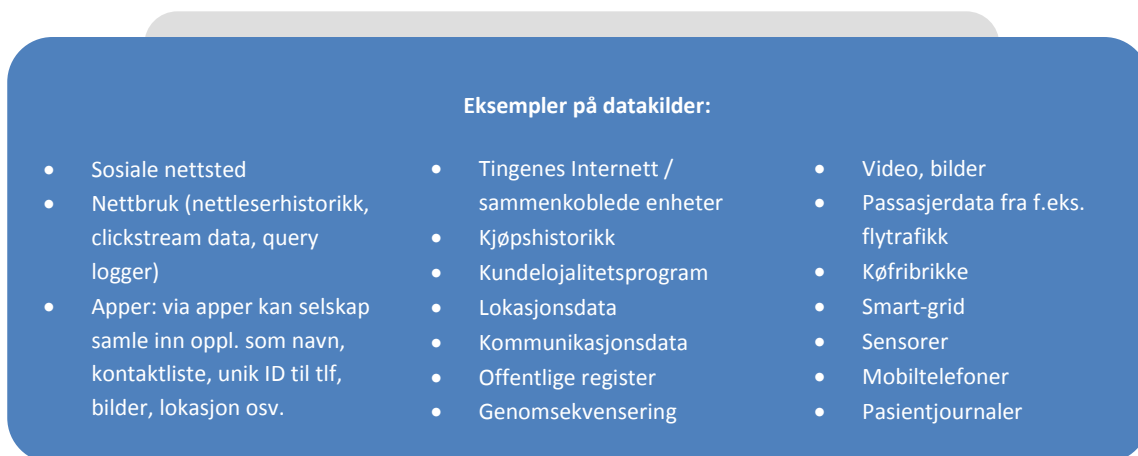 Eksempler på datakilder:
• Sosiale nettsted
• Nettbruk (nettleserhistorikk,
clickstream data, query
logger)
• Apper: via apper kan selskap
samle inn oppl. som navn,
kontaktliste, unik ID til tlf,
bilder, lokasjon osv.
• Tingenes Internett /
sammenkoblede enheter
• Kjøpshistorikk
• Kundelojalitetsprogram
• Lokasjonsdata
• Kommunikasjonsdata
• Offentlige register
• Genomsekvensering
• Video, bilder
• Passasjerdata fra f.eks.
flytrafikk
• Køfribrikke
• Smart-grid
• Sensorer
• Mobiltelefoner
• Pasientjournaler